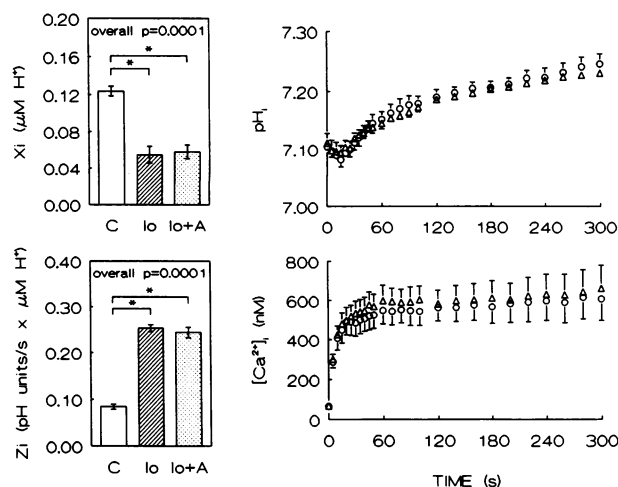 Xi (μM H⁺)
0.20
0.16
0.12
0.08
0.04
0.00
overall p=0.0001
*
*
C Io Io+A
pHᵢ
7.30
7.20
7.10
7.00
0 60 120 180 240 300
Zi (pH units/s x μM H⁺)
0.40
0.30
0.20
0.10
0.00
overall p=0.0001
*
*
C Io Io+A
[Ca²⁺]ᵢ (nM)
800
600
400
200
0
0 60 120 180 240 300
TIME (s)